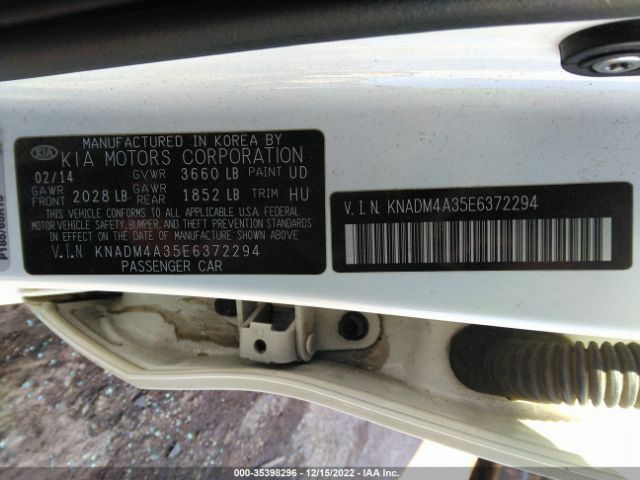 MANUFACTURED IN KOREA BY
KIA KIA MOTORS CORPORATION
02/14 GVWR 3660 LB PAINT UD
GAWR FRONT 2028 LB GAWR REAR 1852 LB TRIM HU
THIS VEHICLE CONFORMS TO ALL APPLICABLE U.S.A FEDERAL
MOTOR VEHICLE SAFETY, BUMPER, AND THEFT PREVENTION STANDARDS
IN EFFECT ON THE DATE OF MANUFACTURE SHOWN ABOVE.
V.I.N KNADM4A35E6372294
PASSENGER CAR
V.I.N. KNADM4A35E6372294
000-35398296 - 12/15/2022 - IAA Inc.